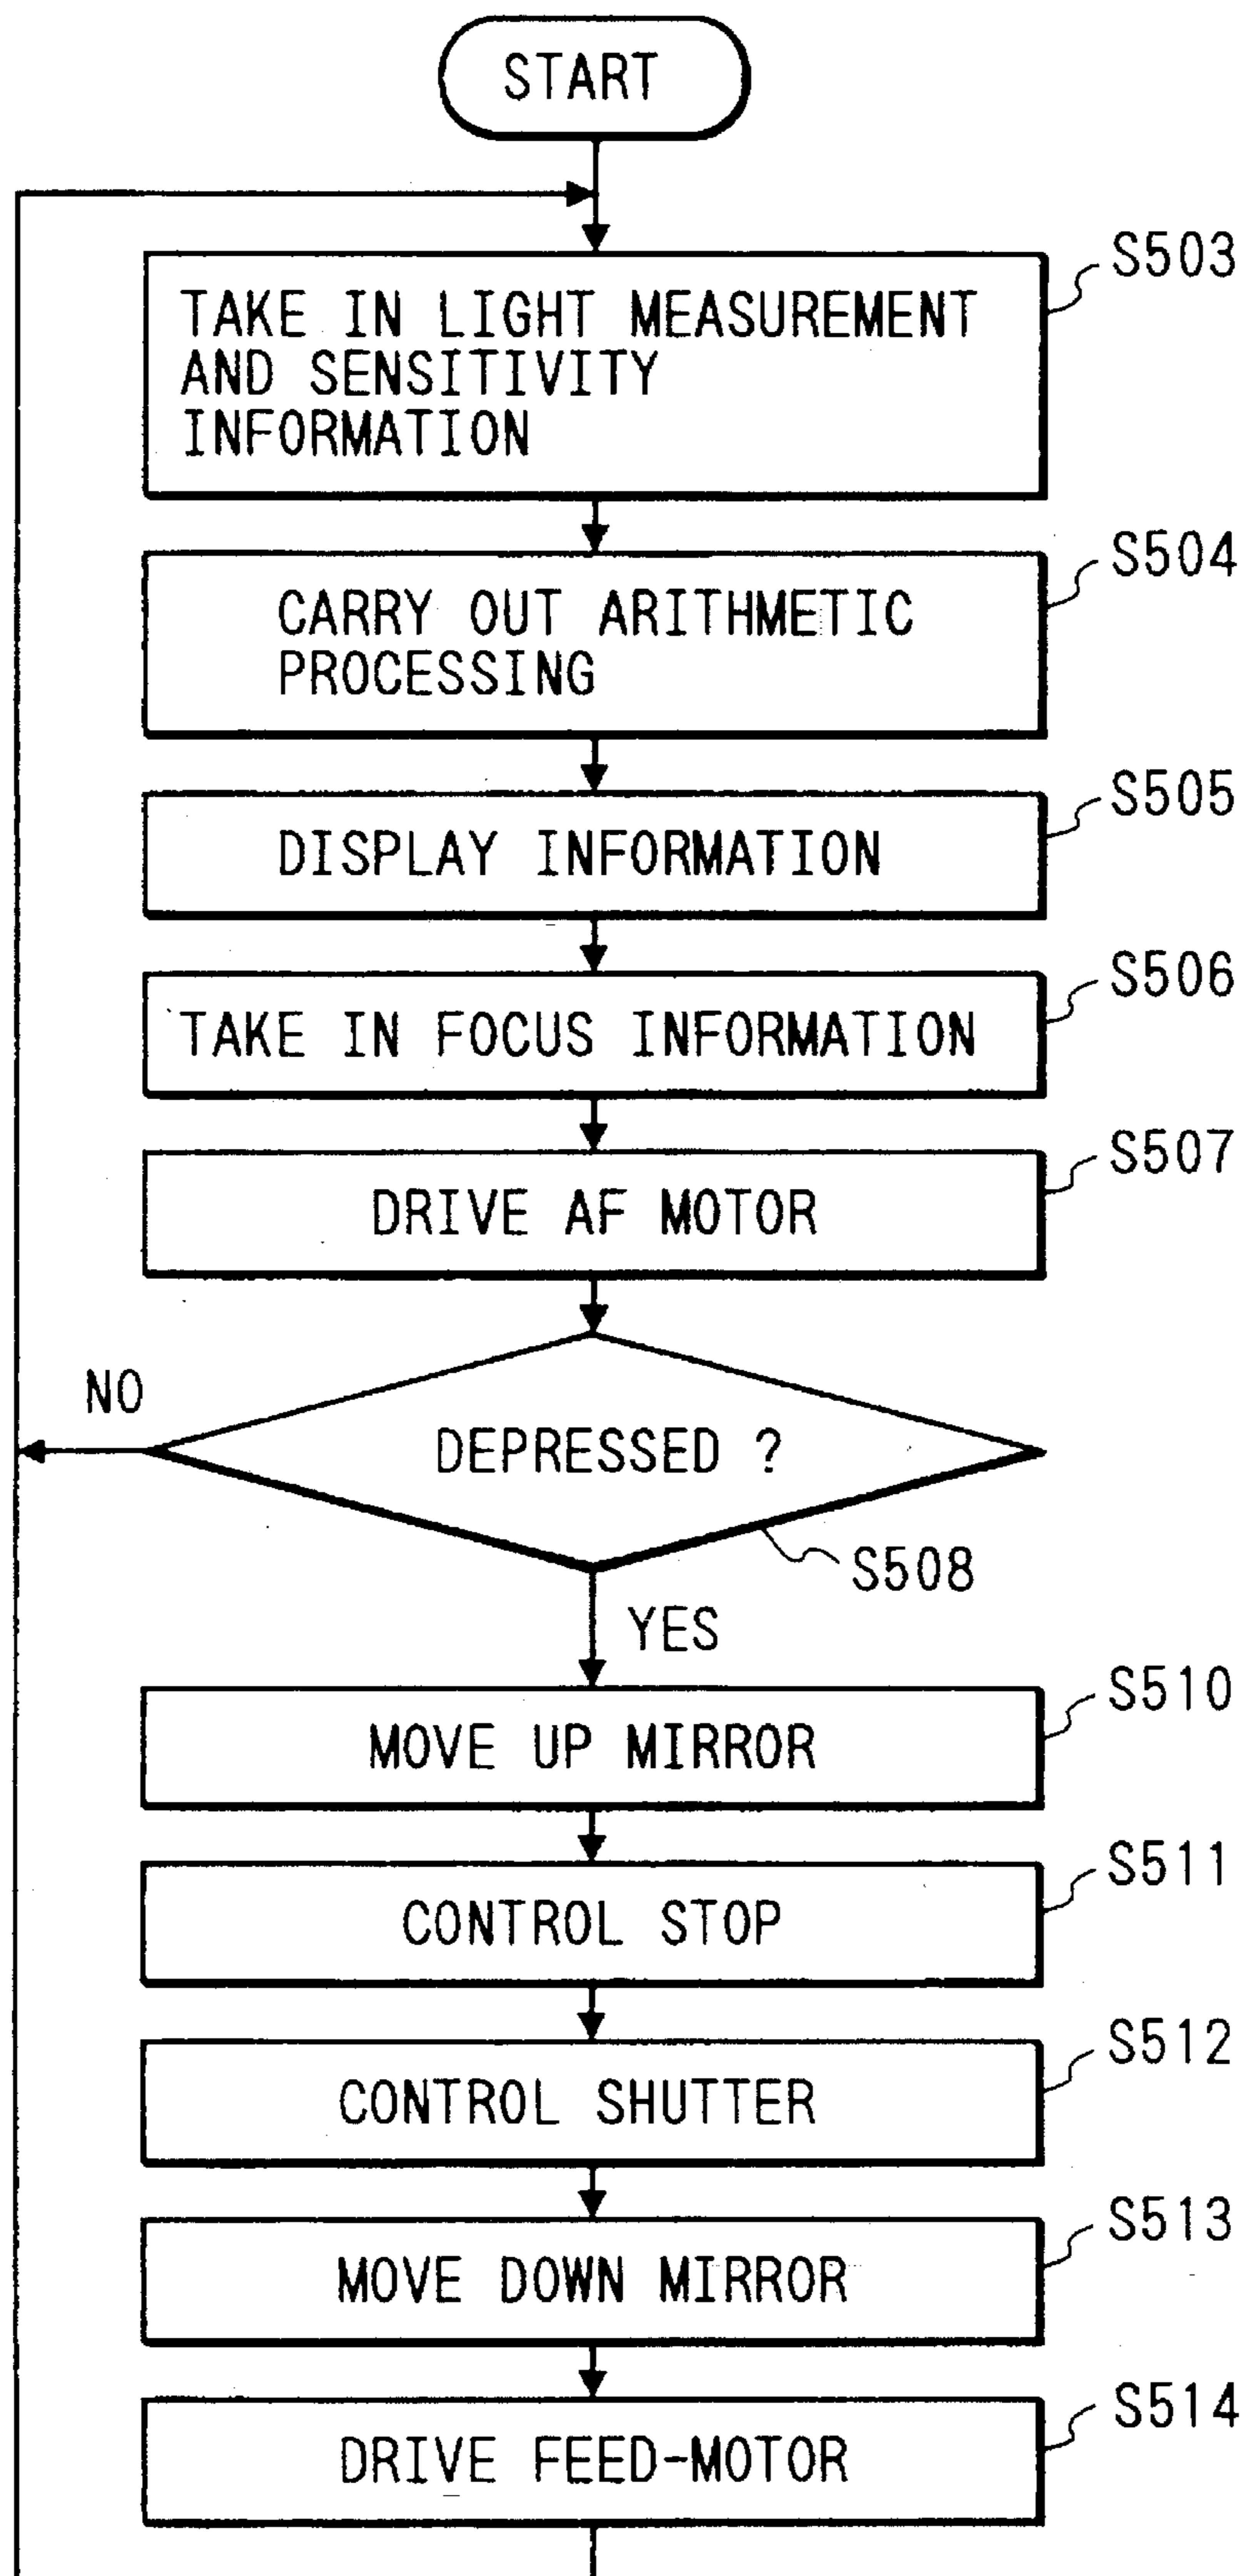 START
S503
TAKE IN LIGHT MEASUREMENT
AND SENSITIVITY
INFORMATION
S504
CARRY OUT ARITHMETIC
PROCESSING
S505
DISPLAY INFORMATION
S506
TAKE IN FOCUS INFORMATION
S507
DRIVE AF MOTOR
NO
DEPRESSED ?
S508
YES
S510
MOVE UP MIRROR
S511
CONTROL STOP
S512
CONTROL SHUTTER
S513
MOVE DOWN MIRROR
S514
DRIVE FEED-MOTOR